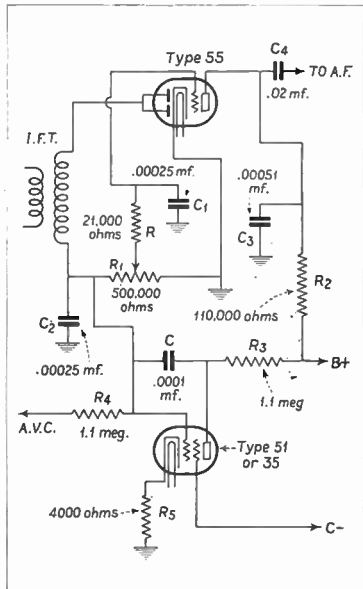 Type 55
C4
TO A.F.
.02 mf.
I.F.T.
.00025 mf.
.00051
mf.
C1
21,000
ohms
R
C3
R1
R2
500,000
ohms
110,000 ohms
C2
C
R3
B+
.00025 mf.
.0001
mf.
R4
1.1 meg
A.V.C.
1.1 meg.
Type 51
or 35
4000 ohms
R5
C-